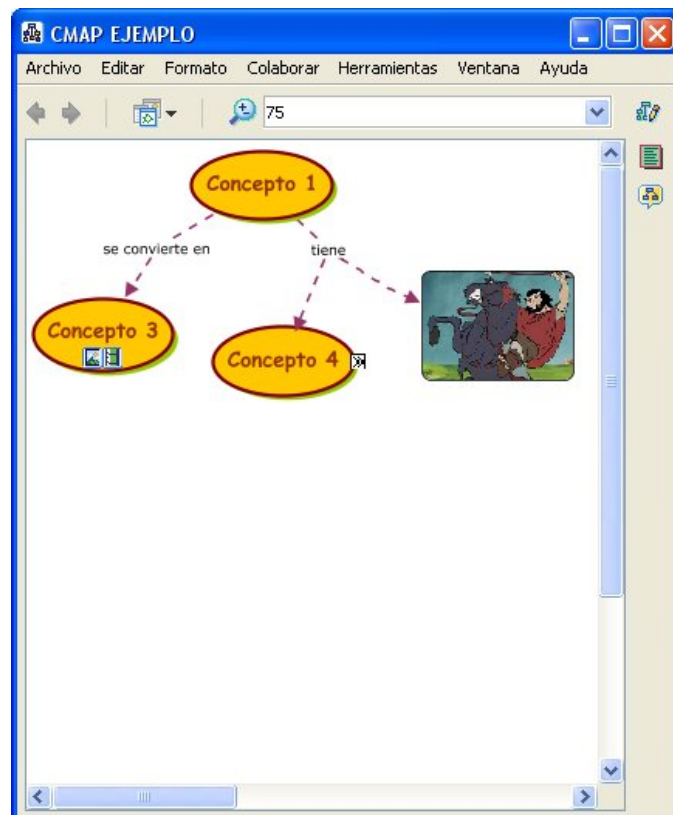 CMAP EJEMPLO
Archivo Editar Formato Colaborar Herramientas Ventana Ayuda
75
Concepto 1
se convierte en
tiene
Concepto 3
Concepto 4